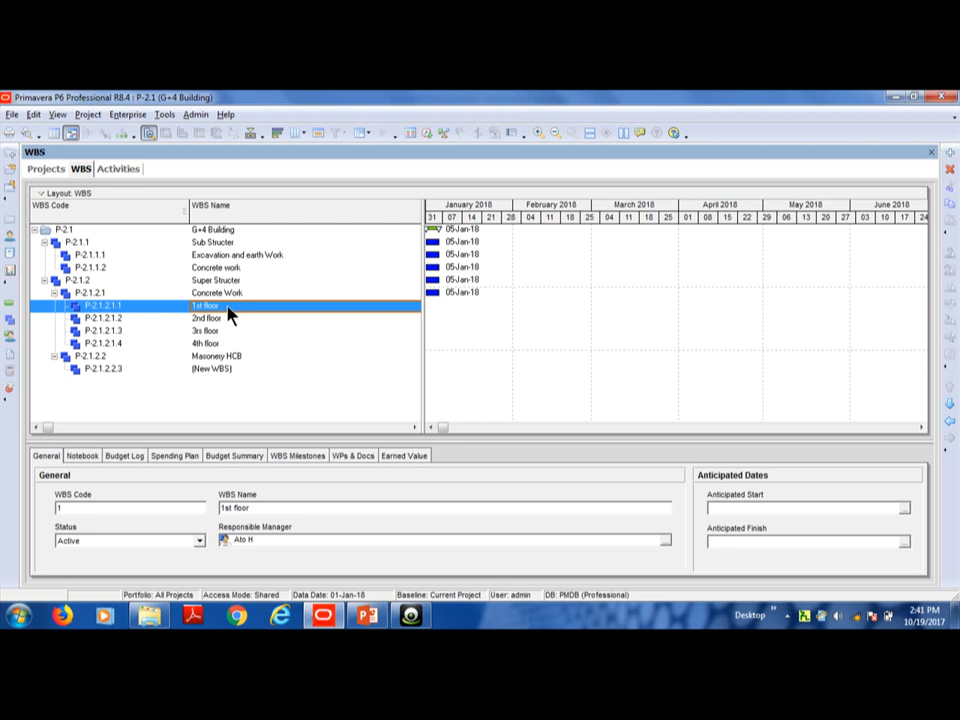 Primavera P6 Professional R8.4 : P-2.1 (G+4 Building)
File Edit View Project Enterprise Tools Admin Help
WBS
Projects WBS Activities
Layout: WBS
WBS Code WBS Name
January 2018 February 2018 March 2018 April 2018 May 2018 June 2018
31 07 14 21 28 04 11 18 25 04 11 18 25 01 08 15 22 29 06 13 20 27 03 10 17 24
P-2.1 G+4 Building 05-Jan-18
P-2.1.1 Sub Structer 05-Jan-18
P-2.1.1.1 Excavation and earth Work 05-Jan-18
P-2.1.1.2 Concrete work 05-Jan-18
P-2.1.2 Super Structer 05-Jan-18
P-2.1.2.1 Concrete Work 05-Jan-18
P-2.1.2.1.1 1st floor
P-2.1.2.1.2 2nd floor
P-2.1.2.1.3 3rs floor
P-2.1.2.1.4 4th floor
P-2.1.2.2 Masonery HCB
P-2.1.2.2.3 (New WBS)
General Notebook Budget Log Spending Plan Budget Summary WBS Milestones WPs & Docs Earned Value
General Anticipated Dates
WBS Code WBS Name Anticipated Start
1 1st floor
Status Responsible Manager Anticipated Finish
Active Ato H ...
Portfolio: All Projects Access Mode: Shared Data Date: 01-Jan-18 Baseline: Current Project User: admin DB: PMDB (Professional)
Desktop 2:41 PM
10/19/2017